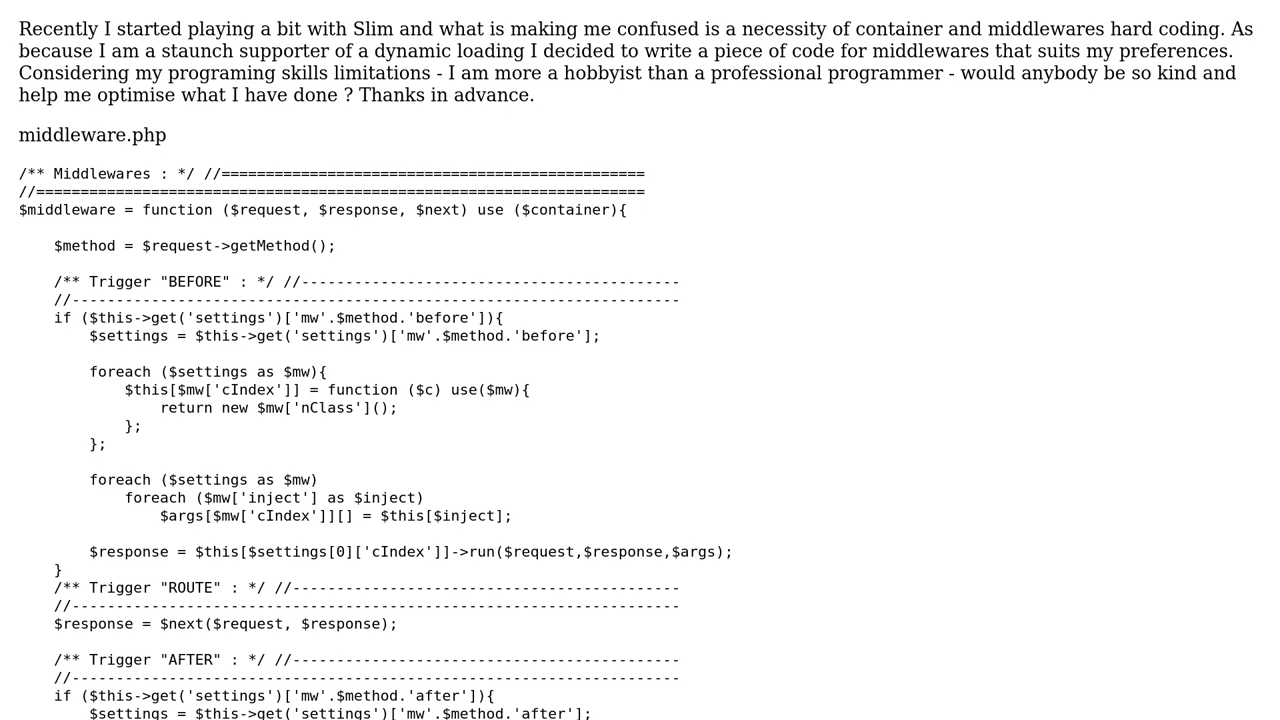 Recently I started playing a bit with Slim and what is making me confused is a necessity of container and middlewares hard coding. As
because I am a staunch supporter of a dynamic loading I decided to write a piece of code for middlewares that suits my preferences.
Considering my programing skills limitations - I am more a hobbyist than a professional programmer - would anybody be so kind and
help me optimise what I have done ? Thanks in advance.
middleware.php
/** Middlewares : */ //================================================
//=====================================================================
$middleware = function ($request, $response, $next) use ($container){
    $method = $request->getMethod();
    /** Trigger "BEFORE" : */ //-------------------------------------------
    //---------------------------------------------------------------------
    if ($this->get('settings')['mw'.$method.'before']){
        $settings = $this->get('settings')['mw'.$method.'before'];
        foreach ($settings as $mw){
            $this[$mw['cIndex']] = function ($c) use($mw){
                return new $mw['nClass']();
            };
        };
        foreach ($settings as $mw)
            foreach ($mw['inject'] as $inject)
                $args[$mw['cIndex']][] = $this[$inject];
        $response = $this[$settings[0]['cIndex']]->run($request,$response,$args);
    }
    /** Trigger "ROUTE" : */ //--------------------------------------------
    //---------------------------------------------------------------------
    $response = $next($request, $response);
    /** Trigger "AFTER" : */ //--------------------------------------------
    //---------------------------------------------------------------------
    if ($this->get('settings')['mw'.$method.'after']){
        $settings = $this->get('settings')['mw'.$method.'after'];